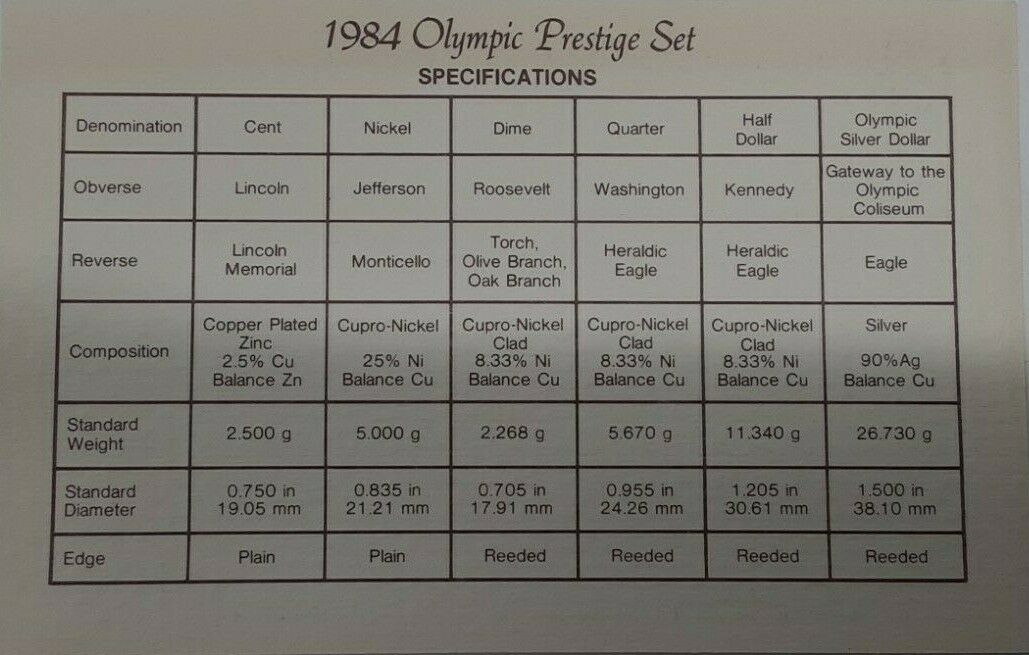 1984 Olympic Prestige Set
SPECIFICATIONS
Denomination Cent Nickel Dime Quarter Half Dollar Olympic Silver Dollar
Obverse Lincoln Jefferson Roosevelt Washington Kennedy Gateway to the Olympic Coliseum
Reverse Lincoln Memorial Monticello Torch, Olive Branch, Oak Branch Heraldic Eagle Heraldic Eagle Eagle
Composition Copper Plated Zinc 2.5% Cu Balance Zn Cupro-Nickel 25% Ni Balance Cu Cupro-Nickel Clad 8.33% Ni Balance Cu Cupro-Nickel Clad 8.33% Ni Balance Cu Cupro-Nickel Clad 8.33% Ni Balance Cu Silver 90%Ag Balance Cu
Standard Weight 2.500 g 5.000 g 2.268 g 5.670 g 11.340 g 26.730 g
Standard Diameter 0.750 in 19.05 mm 0.835 in 21.21 mm 0.705 in 17.91 mm 0.955 in 24.26 mm 1.205 in 30.61 mm 1.500 in 38.10 mm
Edge Plain Plain Reeded Reeded Reeded Reeded